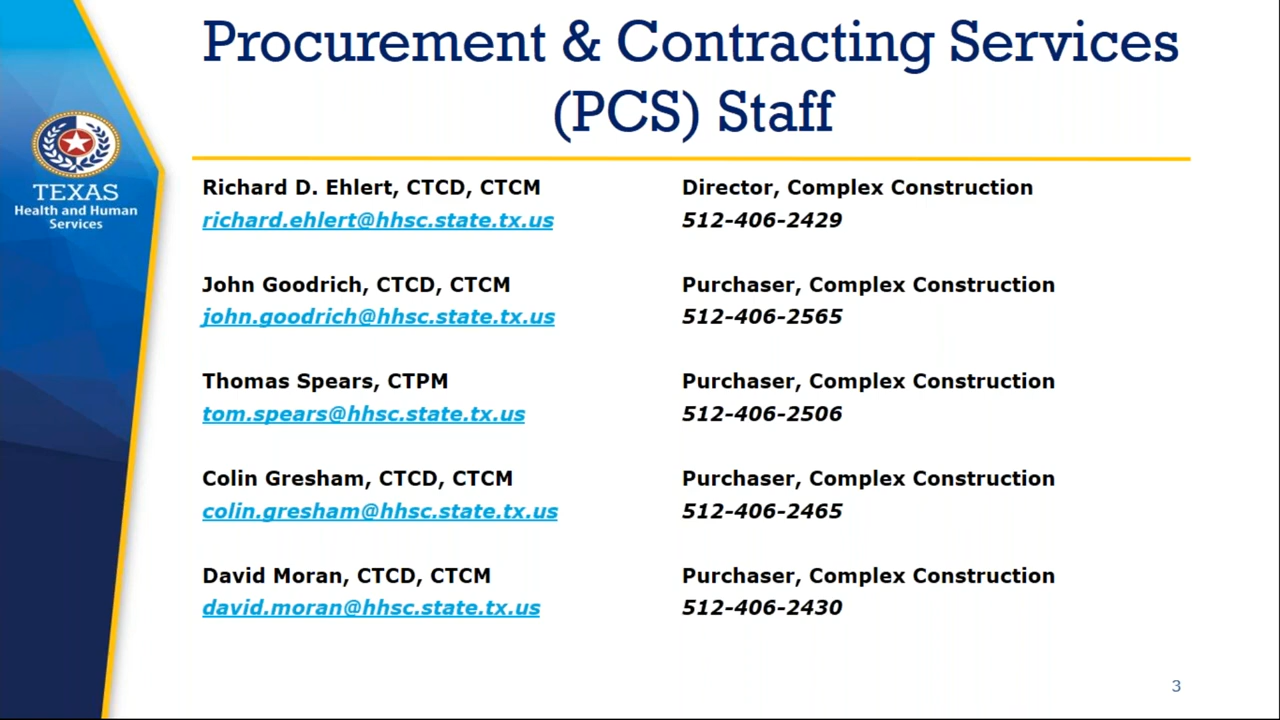 Procurement & Contracting Services
(PCS) Staff
TEXAS
Health and Human
Services
Richard D. Ehlert, CTCD, CTCM Director, Complex Construction
richard.ehlert@hhsc.state.tx.us 512-406-2429
John Goodrich, CTCD, CTCM Purchaser, Complex Construction
john.goodrich@hhsc.state.tx.us 512-406-2565
Thomas Spears, CTPM Purchaser, Complex Construction
tom.spears@hhsc.state.tx.us 512-406-2506
Colin Gresham, CTCD, CTCM Purchaser, Complex Construction
colin.gresham@hhsc.state.tx.us 512-406-2465
David Moran, CTCD, CTCM Purchaser, Complex Construction
david.moran@hhsc.state.tx.us 512-406-2430
3